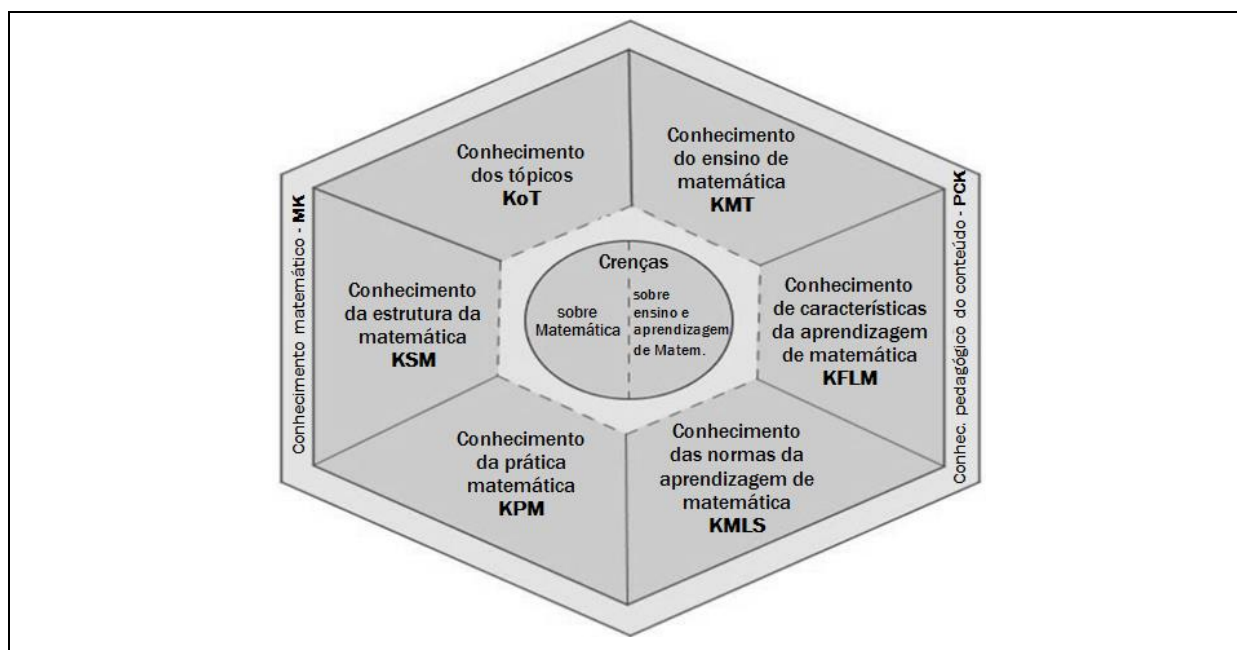 Conhecimento matemático - MK
Conhecimento
dos tópicos
KoT
Conhecimento
do ensino de
matemática
KMT
Conhecimento
da estrutura da
matemática
KSM
Crenças
sobre
Matemática
sobre
ensino e
aprendizagem
de Matem.
Conhecimento
de características
da aprendizagem
de matemática
KFLM
Conhecimento
da prática
matemática
KPM
Conhecimento
das normas da
aprendizagem de
matemática
KMLS
Conhec. pedagógico do conteúdo - PCK